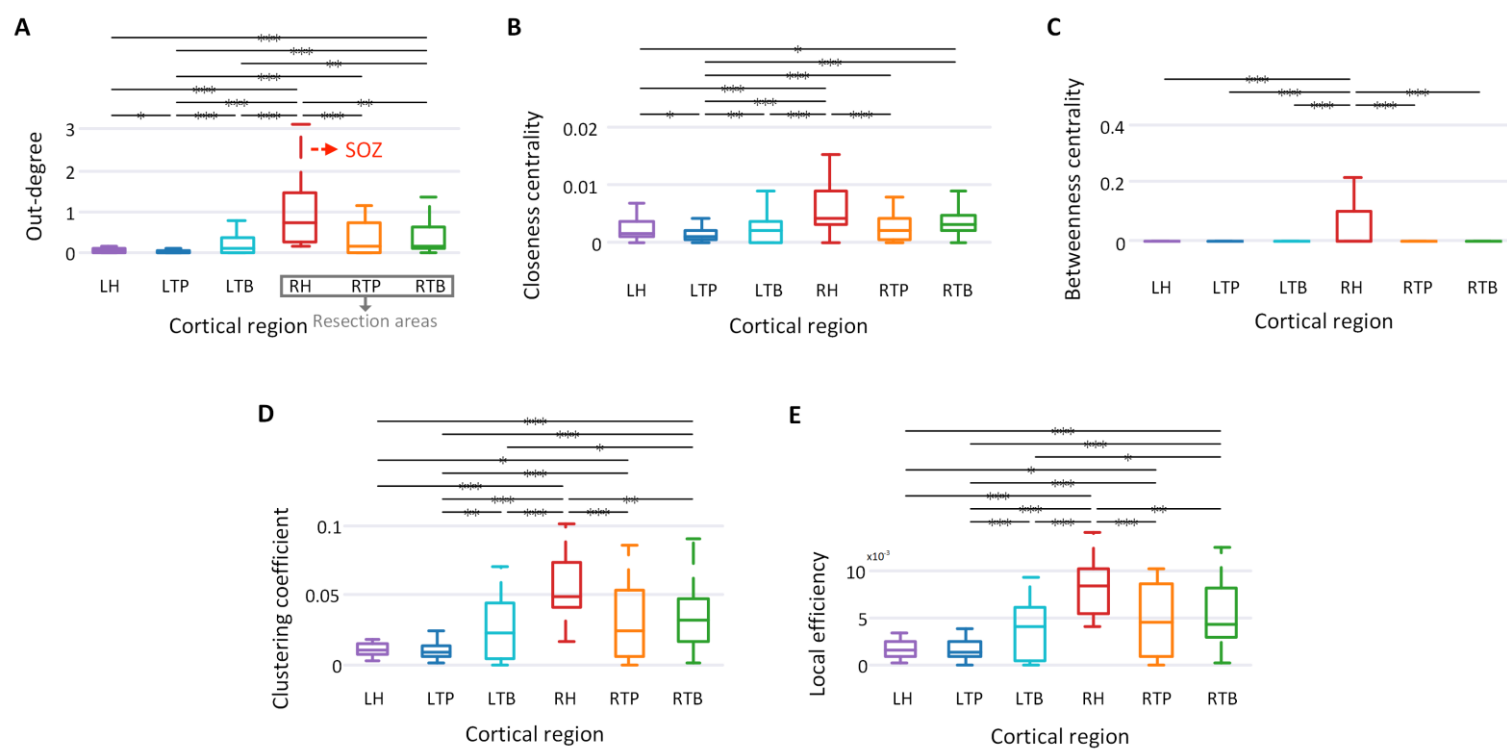 A
***
***
**
***
***
*** **
* *** *** ***
3
2
1
0
SOZ
Out-degree
LH LTP LTB RH RTP RTB
Cortical region
Resection areas
B
*
***
***
***
***
* ** *** ***
0.02
0.01
0
Closeness centrality
LH LTP LTB RH RTP RTB
Cortical region
C
***
*** ***
*** ***
0.4
0.2
0
Betweenness centrality
LH LTP LTB RH RTP RTB
Cortical region
D
***
***
*
*
***
***
*** **
** *** ***
0.1
0.05
0
Clustering coefficient
LH LTP LTB RH RTP RTB
Cortical region
E
***
***
*
*
***
***
*** **
*** *** ***
x10-3
10
5
0
Local efficiency
LH LTP LTB RH RTP RTB
Cortical region